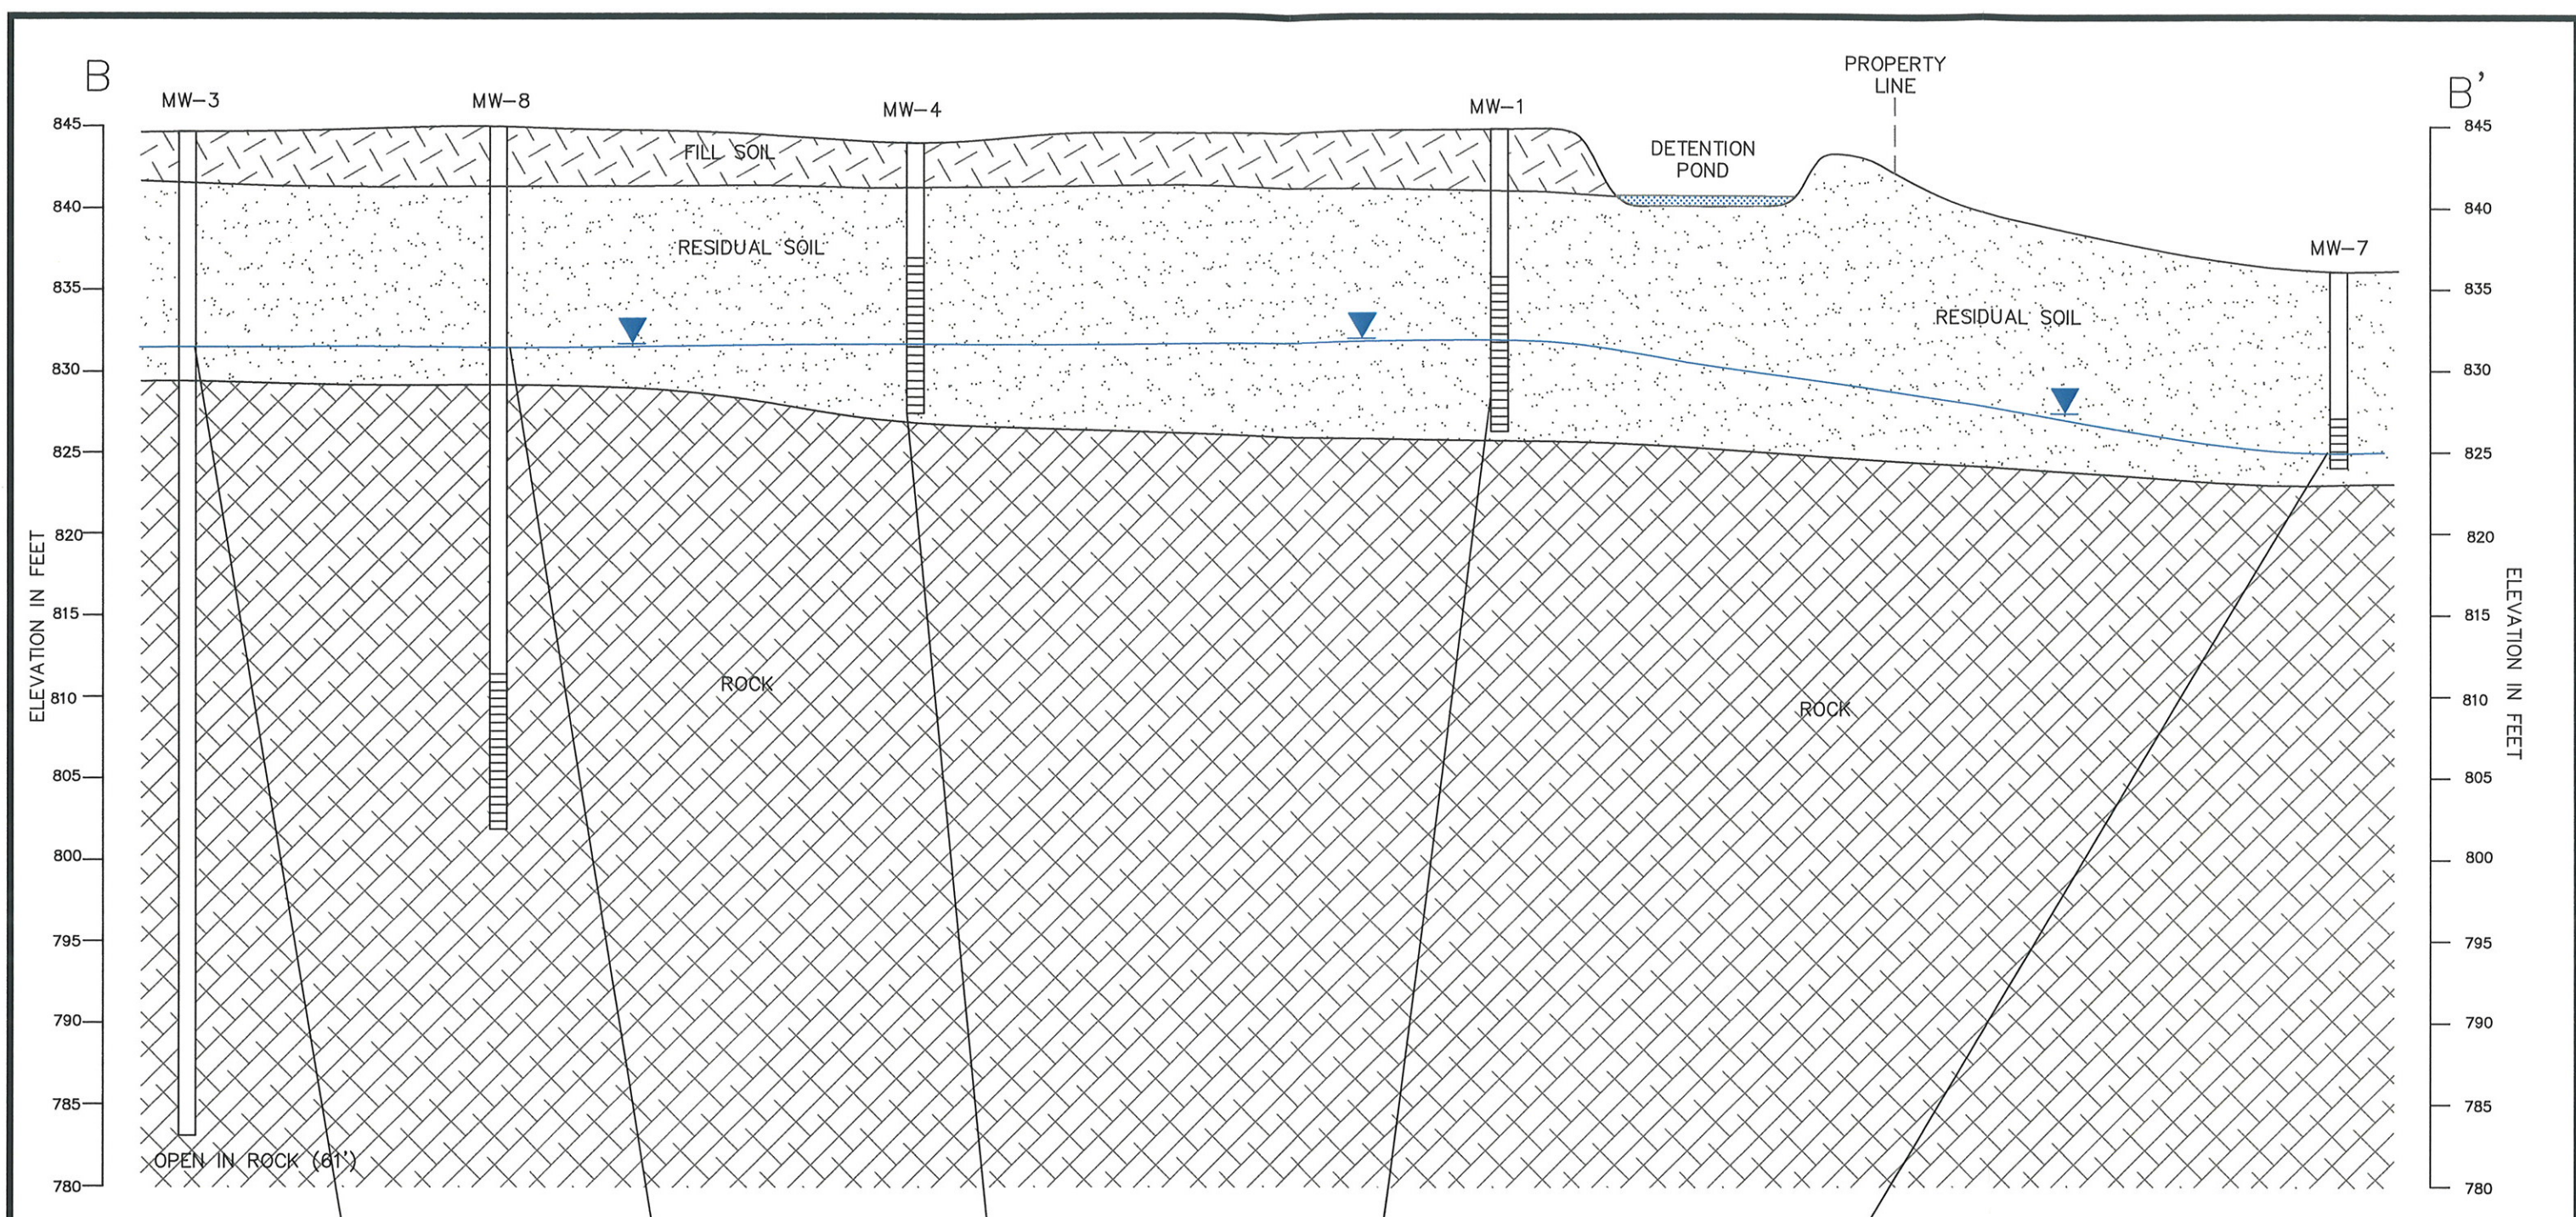 B
B'
PROPERTY
LINE
MW-3
MW-8
MW-4
MW-1
DETENTION
POND
MW-7
FILL SOIL
RESIDUAL SOIL
RESIDUAL SOIL
ROCK
ROCK
OPEN IN ROCK (61')
ELEVATION IN FEET
845
840
835
830
825
820
815
810
805
800
795
790
785
780
845
840
835
830
825
820
815
810
805
800
795
790
785
780
ELEVATION IN FEET